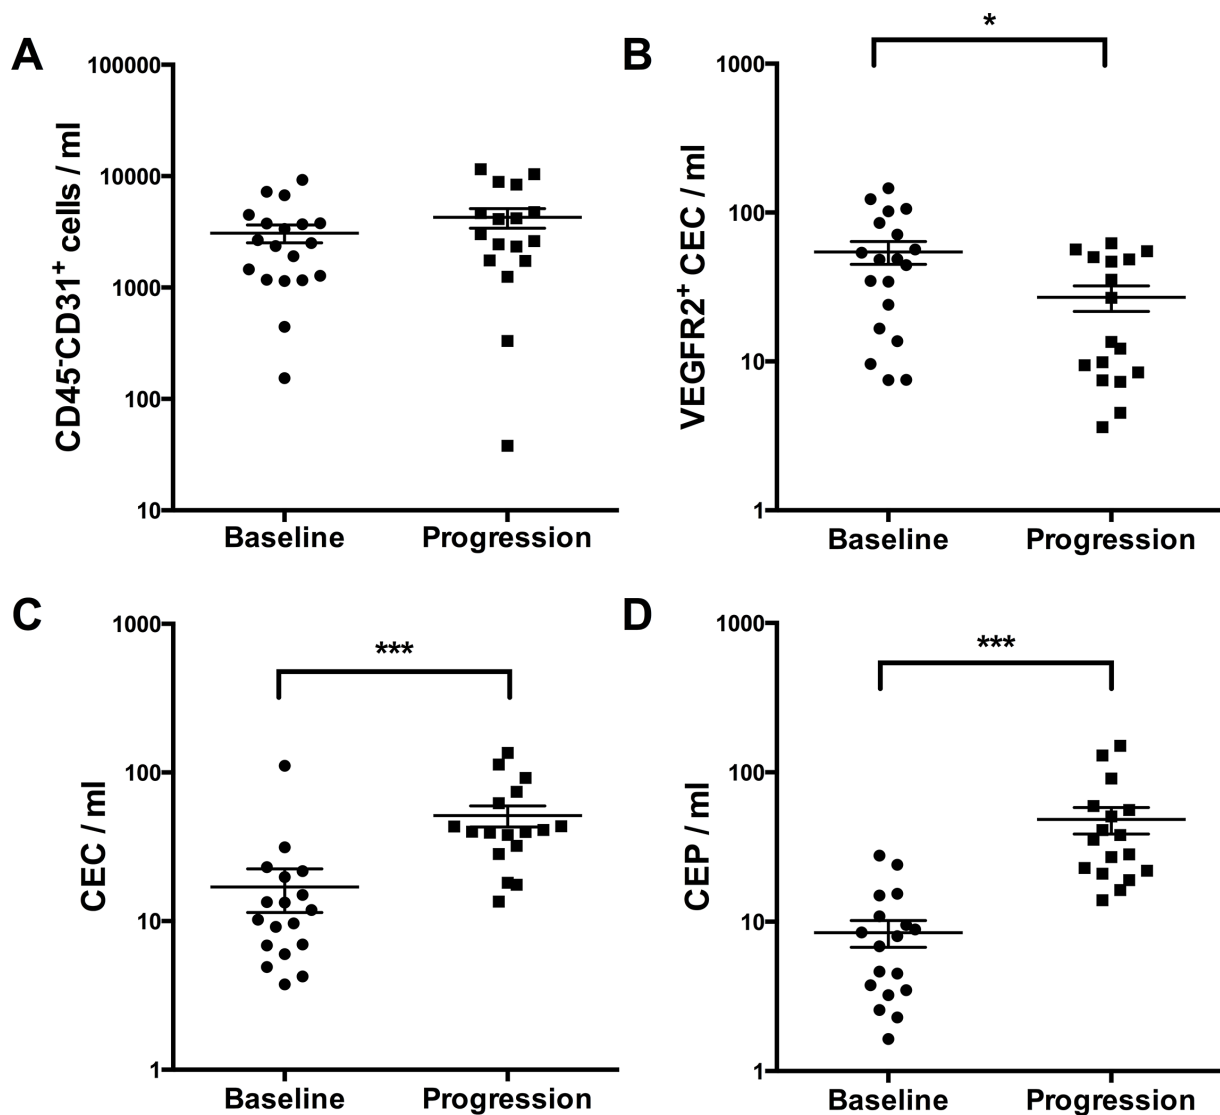 A
CD45-CD31+ cells / ml
100000
10000
1000
100
10
Baseline
Progression
B
*
VEGFR2+ CEC / ml
1000
100
10
1
Baseline
Progression
C
***
CEC / ml
1000
100
10
1
Baseline
Progression
D
***
CEP / ml
1000
100
10
1
Baseline
Progression